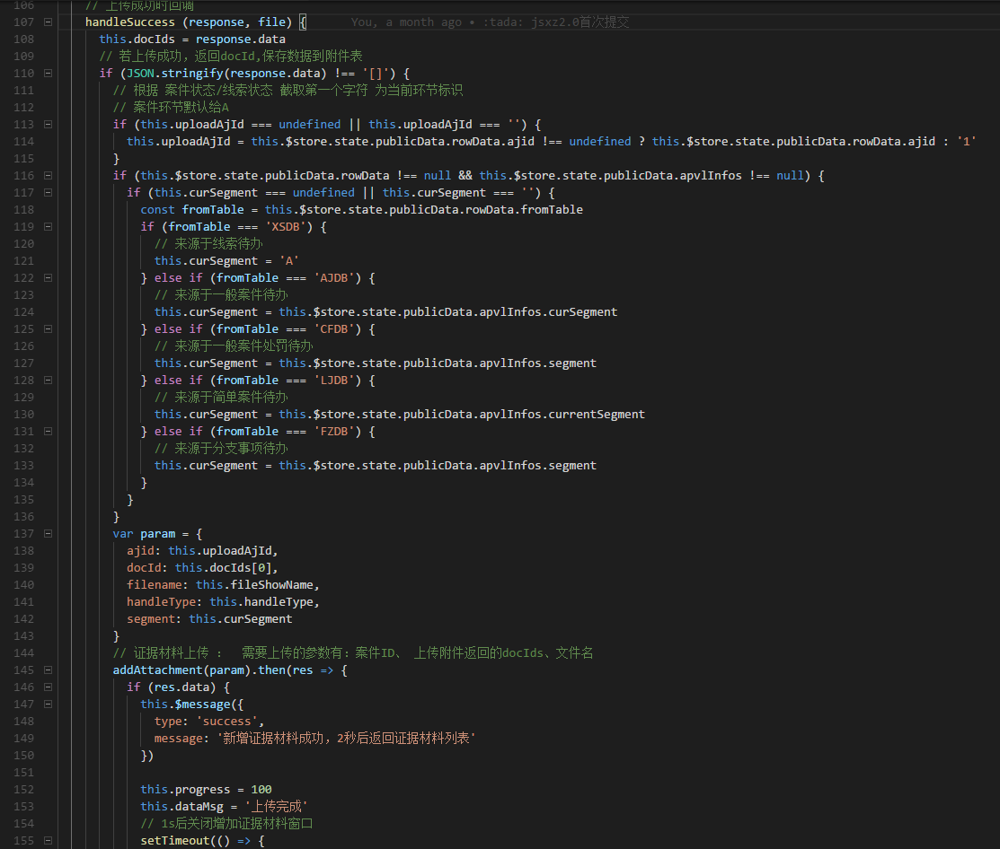 106 // 上传成功时回调
107 handleSuccess (response, file) { You, a month ago • :tada: jsxz2.0首次提交
108 this.docIds = response.data
109 // 若上传成功，返回docId,保存数据到附件表
110 if (JSON.stringify(response.data) !== '[]') {
111 // 根据 案件状态/线索状态 截取第一个字符 为当前环节标识
112 // 案件环节默认给A
113 if (this.uploadAjId === undefined || this.uploadAjId === '') {
114 this.uploadAjId = this.$store.state.publicData.rowData.ajid !== undefined ? this.$store.state.publicData.rowData.ajid : '1'
115 }
116 if (this.$store.state.publicData.rowData !== null && this.$store.state.publicData.apvlInfos !== null) {
117 if (this.curSegment === undefined || this.curSegment === '') {
118 const fromTable = this.$store.state.publicData.rowData.fromTable
119 if (fromTable === 'XSDB') {
120 // 来源于线索待办
121 this.curSegment = 'A'
122 } else if (fromTable === 'AJDB') {
123 // 来源于一般案件待办
124 this.curSegment = this.$store.state.publicData.apvlInfos.curSegment
125 } else if (fromTable === 'CFDB') {
126 // 来源于一般案件处罚待办
127 this.curSegment = this.$store.state.publicData.apvlInfos.segment
128 } else if (fromTable === 'LJDB') {
129 // 来源于简单案件待办
130 this.curSegment = this.$store.state.publicData.apvlInfos.currentSegment
131 } else if (fromTable === 'FZDB') {
132 // 来源于分支事项待办
133 this.curSegment = this.$store.state.publicData.apvlInfos.segment
134 }
135 }
136 }
137 var param = {
138 ajid: this.uploadAjId,
139 docId: this.docIds[0],
140 filename: this.fileShowName,
141 handleType: this.handleType,
142 segment: this.curSegment
143 }
144 // 证据材料上传 ： 需要上传的参数有：案件ID、 上传附件返回的docIds、文件名
145 addAttachment(param).then(res => {
146 if (res.data) {
147 this.$message({
148 type: 'success',
149 message: '新增证据材料成功，2秒后返回证据材料列表'
150 })
151
152 this.progress = 100
153 this.dataMsg = '上传完成'
154 // 1s后关闭增加证据材料窗口
155 setTimeout(() => {